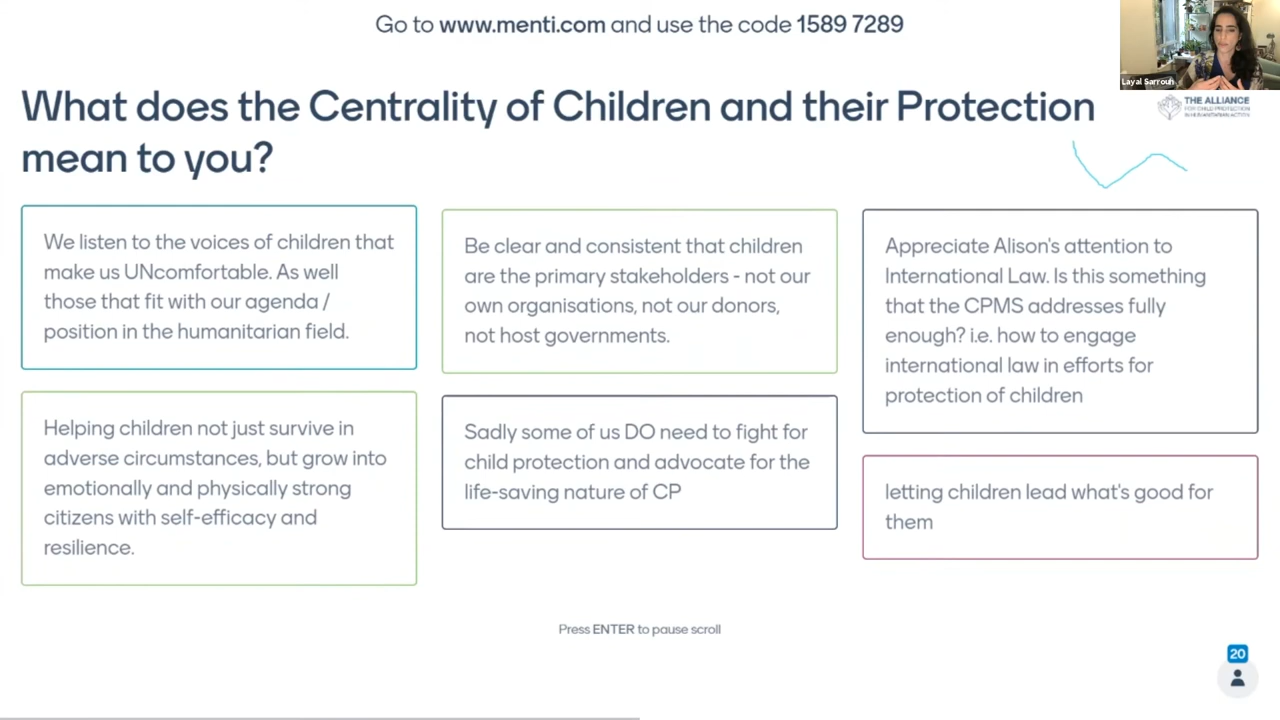 Go to www.menti.com and use the code 1589 7289
Layal Sarrouh
What does the Centrality of Children and their Protection
mean to you?
THE ALLIANCE
FOR CHILD PROTECTION
IN HUMANITARIAN ACTION
We listen to the voices of children that
make us UNcomfortable. As well
those that fit with our agenda /
position in the humanitarian field.
Helping children not just survive in
adverse circumstances, but grow into
emotionally and physically strong
citizens with self-efficacy and
resilience.
Be clear and consistent that children
are the primary stakeholders - not our
own organisations, not our donors,
not host governments.
Sadly some of us DO need to fight for
child protection and advocate for the
life-saving nature of CP
Appreciate Alison's attention to
International Law. Is this something
that the CPMS addresses fully
enough? i.e. how to engage
international law in efforts for
protection of children
letting children lead what's good for
them
Press ENTER to pause scroll
20